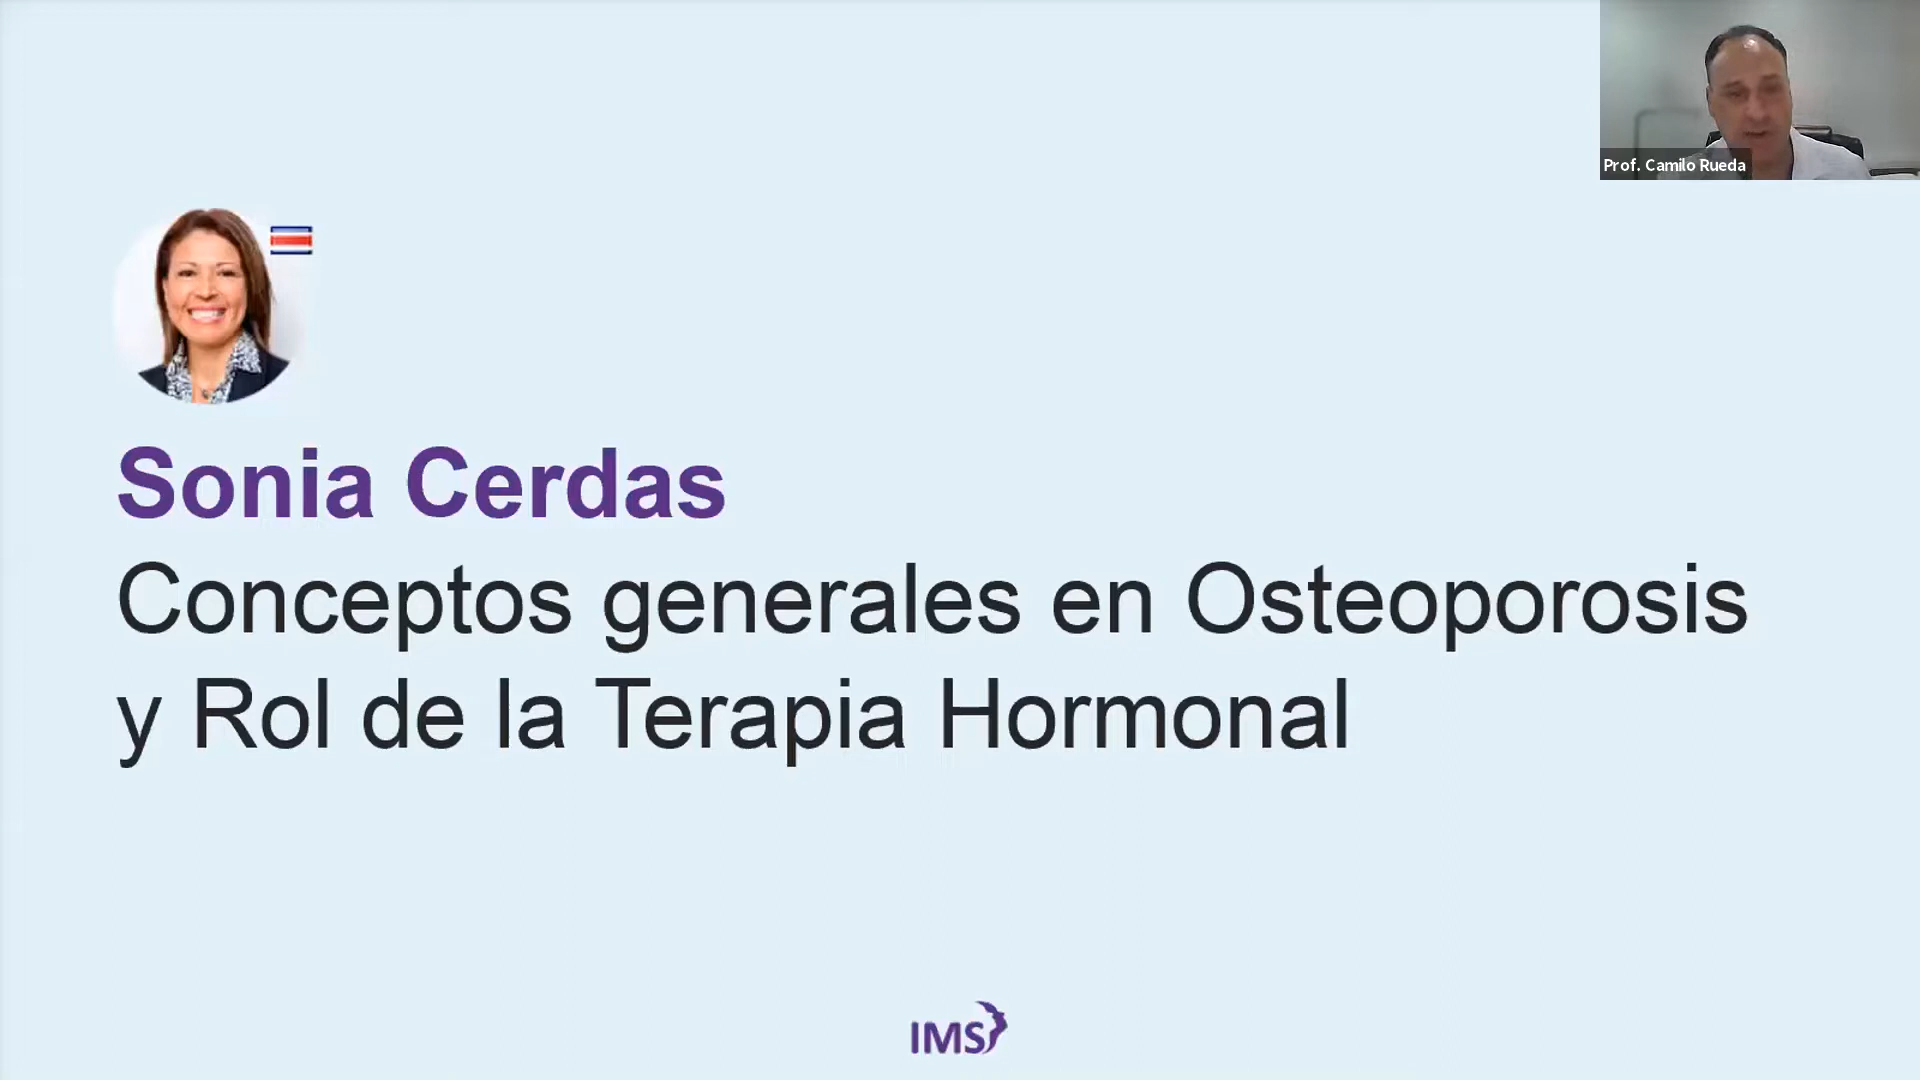 Prof. Camilo Rueda
Sonia Cerdas
Conceptos generales en Osteoporosis
y Rol de la Terapia Hormonal
IMS